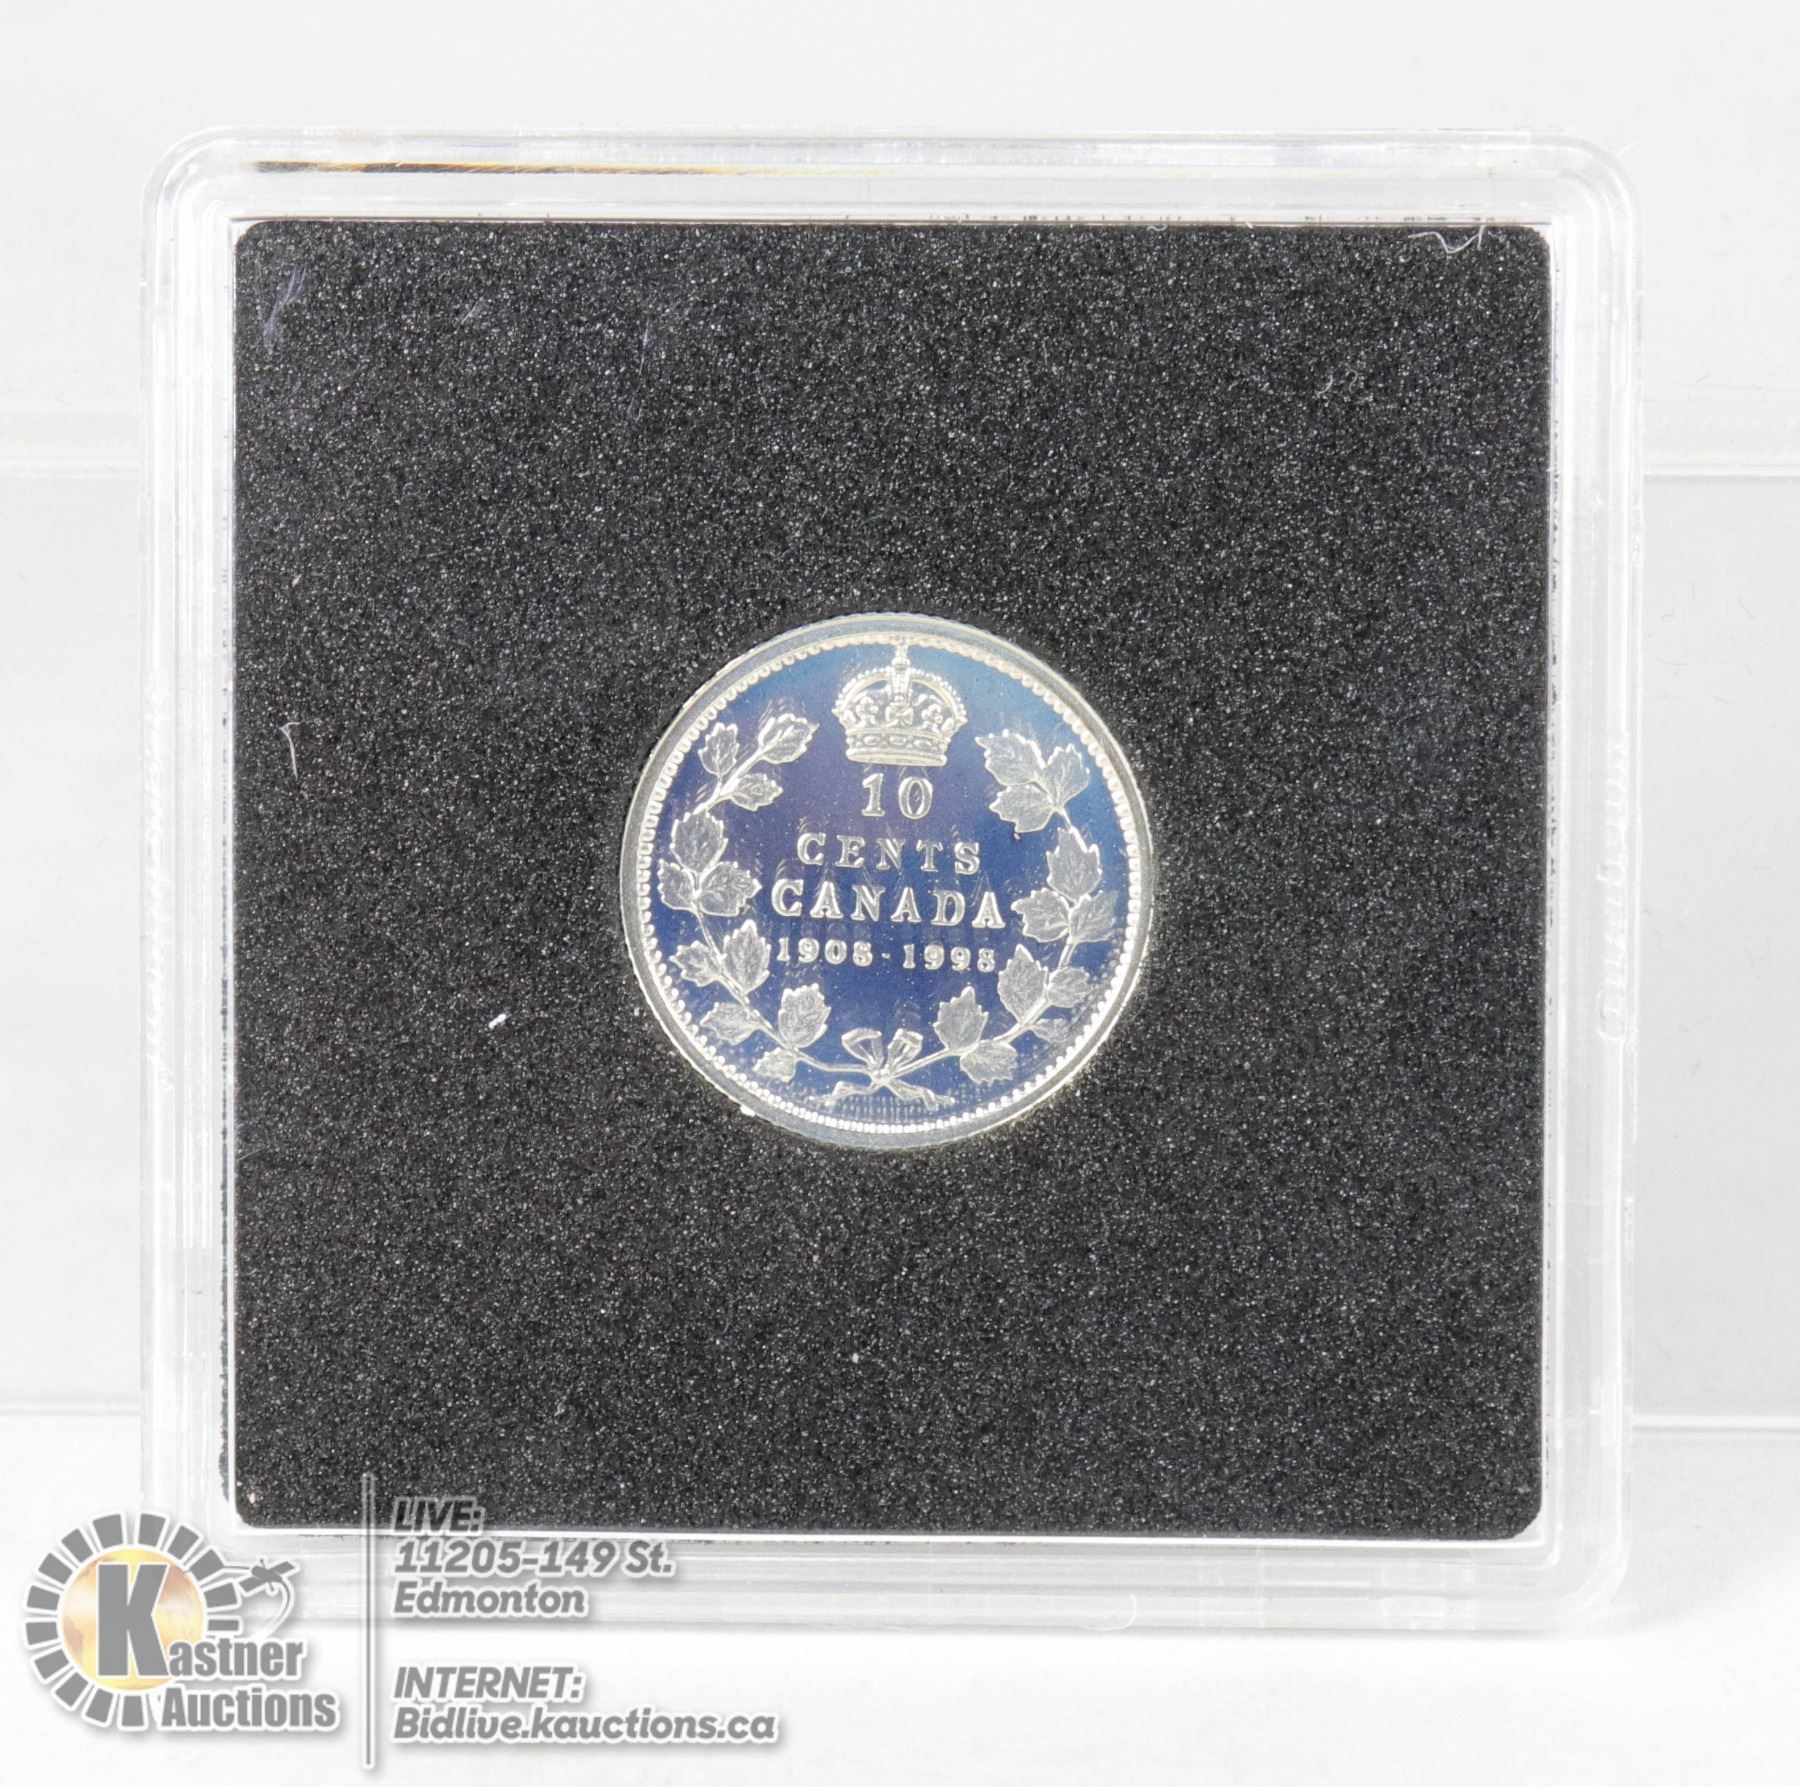 10
CENTS
CANADA
1908-1998
Kastner
Auctions
LIVE:
11205-149 St.
Edmonton
INTERNET:
Bidlive.kauctions.ca